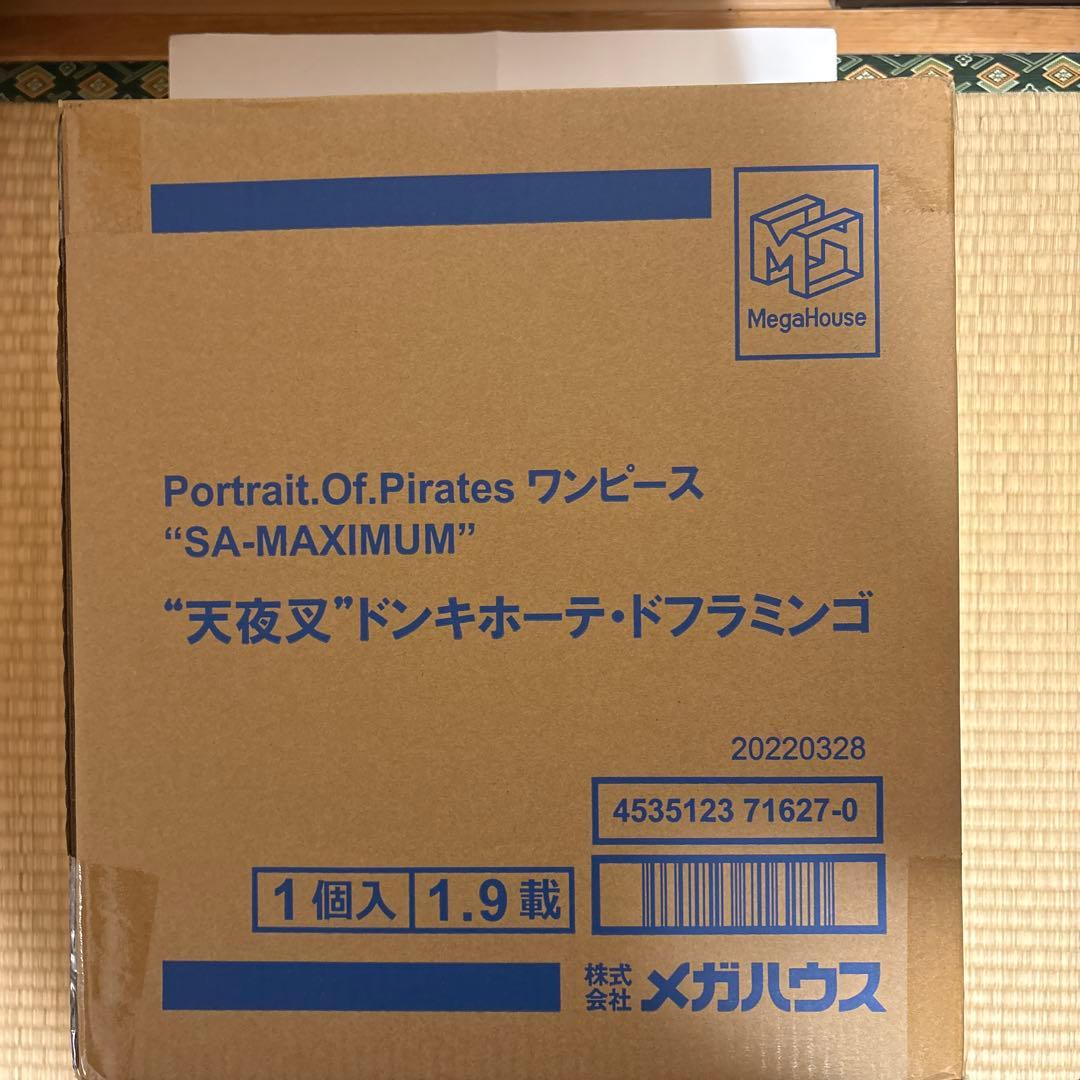 MegaHouse
Portrait.Of.Pirates ワンピース
“SA-MAXIMUM”
“天夜叉”ドンキホーテ・ドフラミンゴ
20220328
4535123 71627-0
1個入 1.9載
株式会社 メガハウス